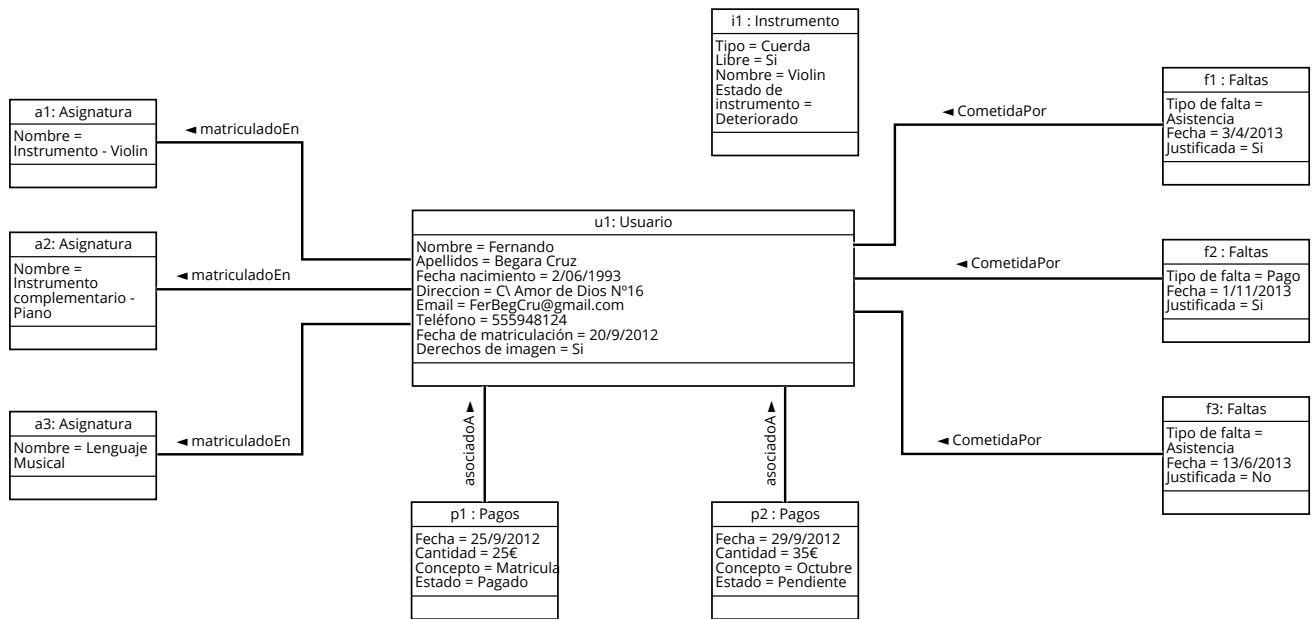 i1 : Instrumento
Tipo = Cuerda
Libre = Si
Nombre = Violin
Estado de
instrumento =
Deteriorado
a1: Asignatura
Nombre =
Instrumento - Violin
◄ matriculadoEn
f1 : Faltas
Tipo de falta =
Asistencia
Fecha = 3/4/2013
Justificada = Si
◄ CometidaPor
u1: Usuario
Nombre = Fernando
Apellidos = Begara Cruz
Fecha nacimiento = 2/06/1993
Direccion = C\ Amor de Dios Nº16
Email = FerBegCru@gmail.com
Teléfono = 555948124
Fecha de matriculación = 20/9/2012
Derechos de imagen = Si
a2: Asignatura
Nombre =
Instrumento
complementario -
Piano
◄ matriculadoEn
f2 : Faltas
Tipo de falta = Pago
Fecha = 1/11/2013
Justificada = Si
◄ CometidaPor
a3: Asignatura
Nombre = Lenguaje
Musical
◄ matriculadoEn
f3: Faltas
Tipo de falta =
Asistencia
Fecha = 13/6/2013
Justificada = No
◄ CometidaPor
asociadoA ►
asociadoA ►
p1 : Pagos
Fecha = 25/9/2012
Cantidad = 25€
Concepto = Matricula
Estado = Pagado
p2 : Pagos
Fecha = 29/9/2012
Cantidad = 35€
Concepto = Octubre
Estado = Pendiente